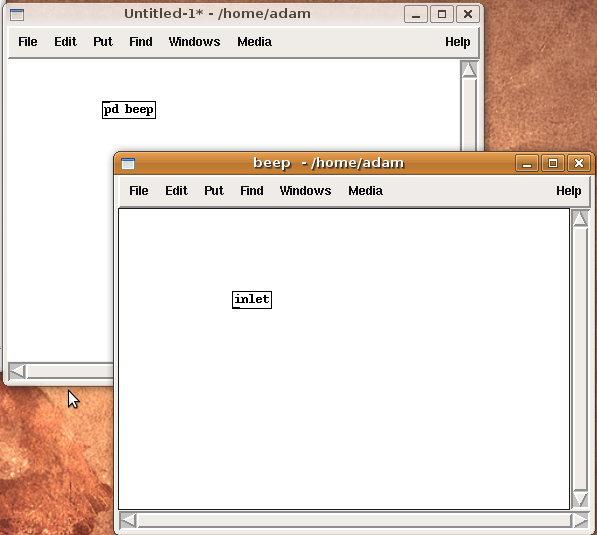 Untitled-1* - /home/adam
File Edit Put Find Windows Media Help
pd beep
beep - /home/adam
File Edit Put Find Windows Media Help
inlet